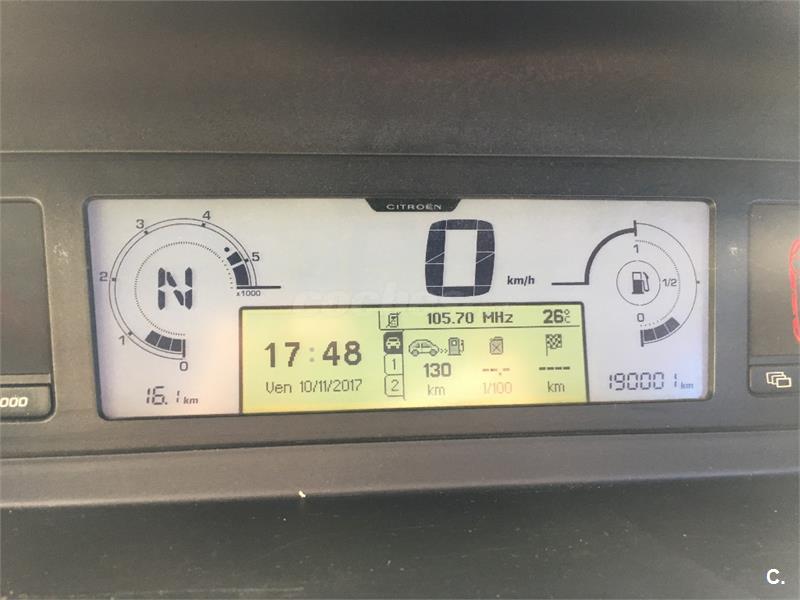 CITROËN
3 4
2 5
x1000
1
0
N
0 km/h
1
1/2
0
105.70 MHz 26°C
17:48
Ven 10/11/2017
1
2
130 --.- ----
km 1/100 km
16.1 km
190001 km
000
C.